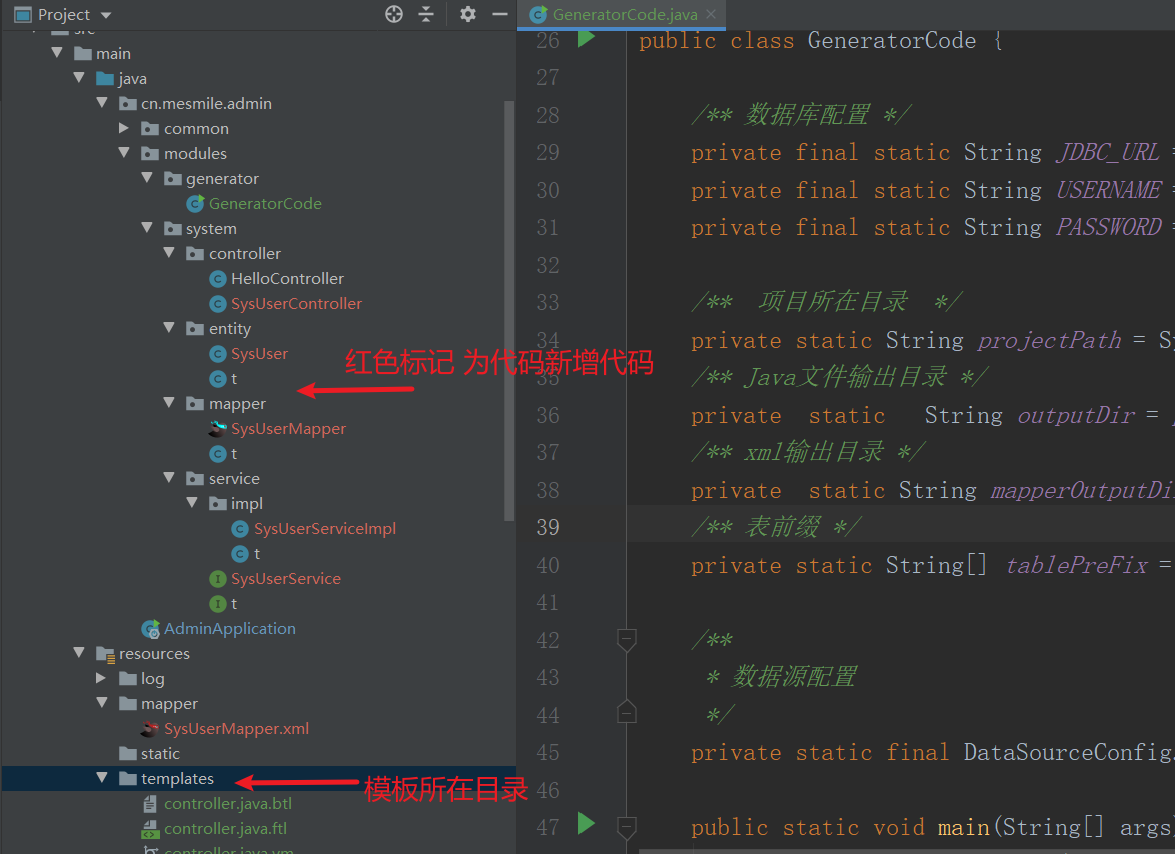 Project
GeneratorCode.java
src
main
java
cn.mesmile.admin
common
modules
generator
GeneratorCode
system
controller
HelloController
SysUserController
entity
SysUser
t
mapper
SysUserMapper
t
service
impl
SysUserServiceImpl
t
SysUserService
t
AdminApplication
resources
log
mapper
SysUserMapper.xml
static
templates
controller.java.btl
controller.java.ftl
controller.java.vm
红色标记 为代码新增代码
模板所在目录
26 public class GeneratorCode {
27
28 /** 数据库配置 */
29 private final static String JDBC_URL =
30 private final static String USERNAME =
31 private final static String PASSWORD =
32
33 /** 项目所在目录 */
34 private static String projectPath = Sy
35 /** Java文件输出目录 */
36 private static String outputDir =
37 /** xml输出目录 */
38 private static String mapperOutputDi
39 /** 表前缀 */
40 private static String[] tablePreFix =
41
42 /**
43 * 数据源配置
44 */
45 private static final DataSourceConfig.
46
47 public static void main(String[] args)